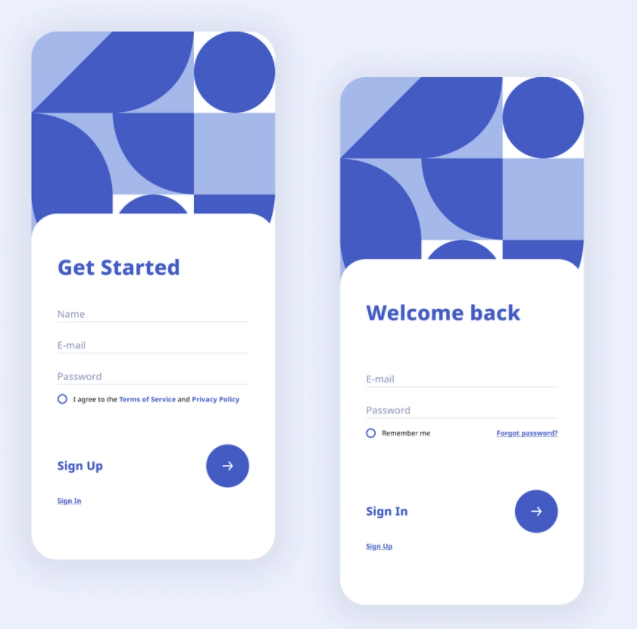 Get Started
Name
E-mail
Password
I agree to the Terms of Service and Privacy Policy
Sign Up
Sign In
Welcome back
E-mail
Password
Remember me Forgot password?
Sign In
Sign Up